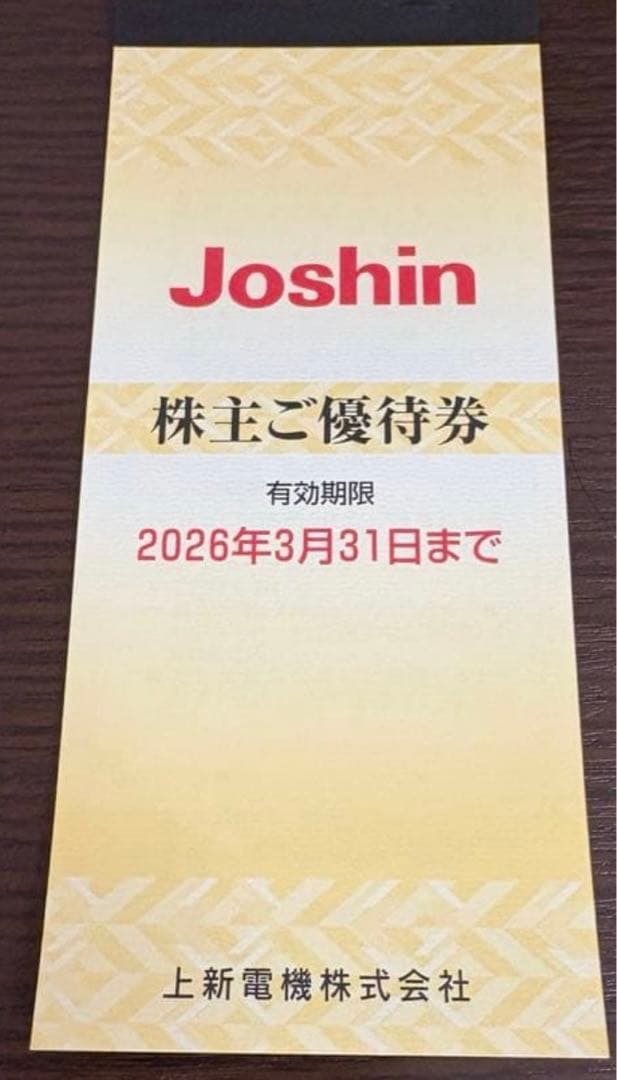 Joshin
株主ご優待券
有効期限
2026年3月31日まで
上新電機株式会社